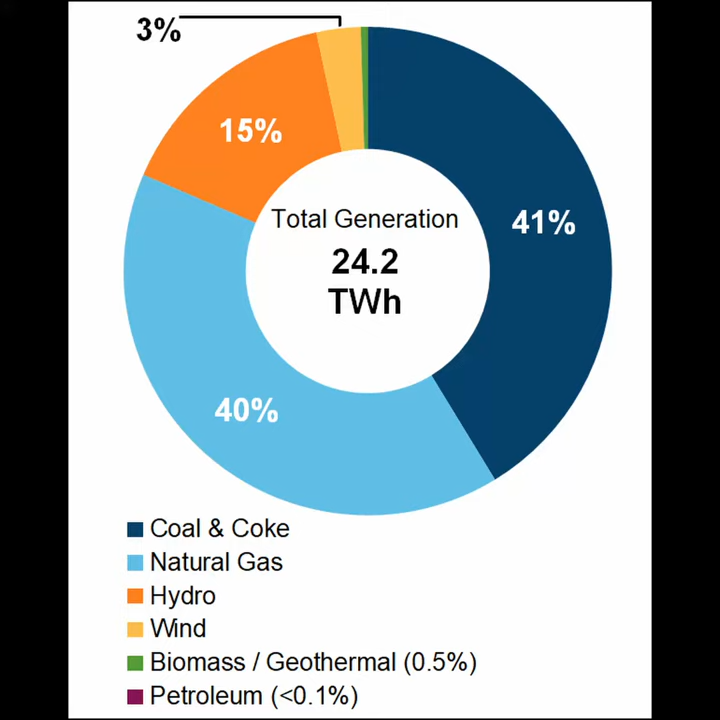 3%
15%
Total Generation
24.2
TWh
41%
40%
Coal & Coke
Natural Gas
Hydro
Wind
Biomass / Geothermal (0.5%)
Petroleum (<0.1%)